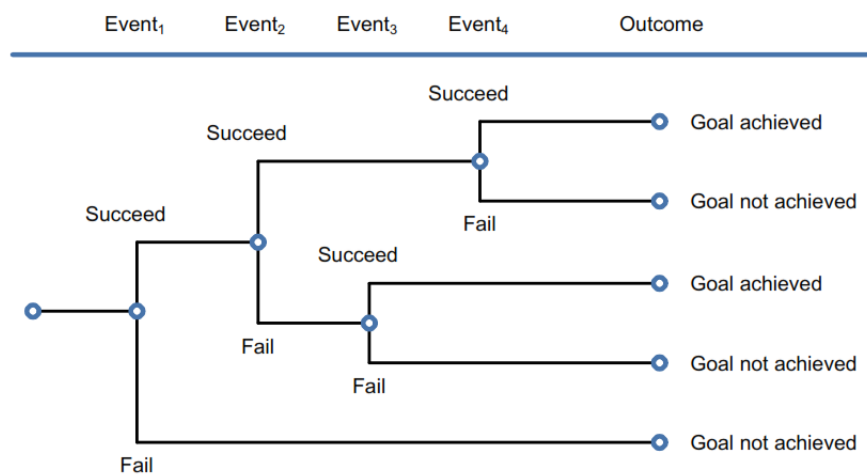 Event₁ Event₂ Event₃ Event₄ Outcome
Succeed
Goal achieved
Succeed
Goal not achieved
Succeed
Fail
Succeed
Goal achieved
Fail
Goal not achieved
Fail
Goal not achieved
Fail